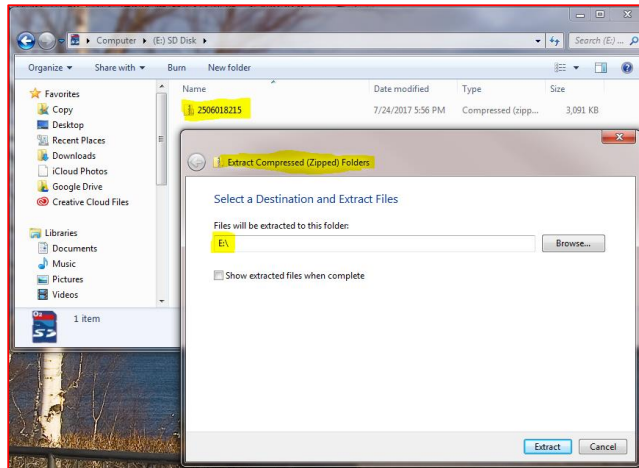 Computer ▸ (E:) SD Disk ▸
Search (E:) ...
Organize ▾ Share with ▾ Burn New folder
Favorites
Copy
Desktop
Recent Places
Downloads
iCloud Photos
Google Drive
Creative Cloud Files
Libraries
Documents
Music
Pictures
Videos
Name Date modified Type Size
2506018215 7/24/2017 5:56 PM Compressed (zipp... 3,091 KB
1 item
Extract Compressed (Zipped) Folders
Select a Destination and Extract Files
Files will be extracted to this folder:
E:\
Browse...
Show extracted files when complete
Extract Cancel